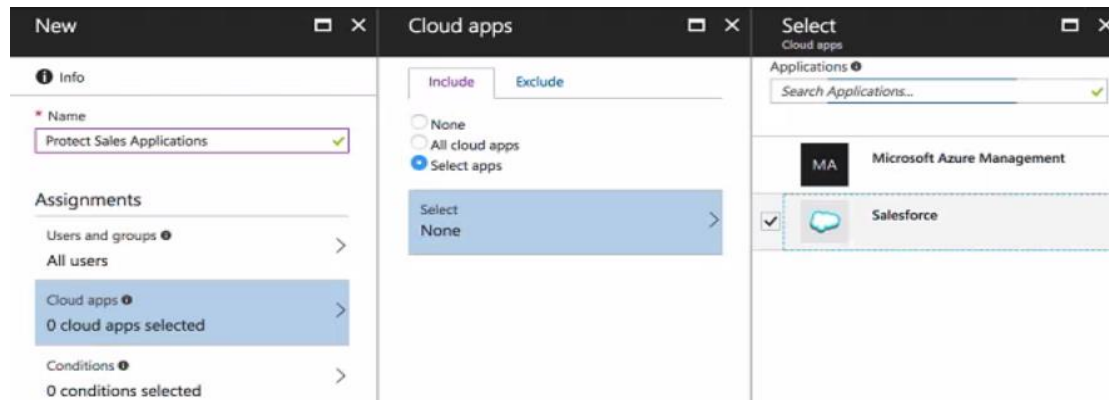 New
Info
* Name
Protect Sales Applications
Assignments
Users and groups
All users
Cloud apps
0 cloud apps selected
Conditions
0 conditions selected
Cloud apps
Include Exclude
None
All cloud apps
Select apps
Select
None
Select
Cloud apps
Applications
Search Applications...
MA Microsoft Azure Management
Salesforce